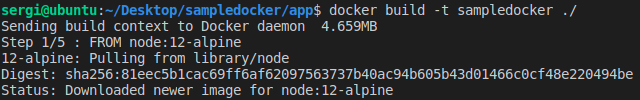 sergi@ubuntu:~/Desktop/sampledocker/app$ docker build -t sampledocker ./
Sending build context to Docker daemon  4.659MB
Step 1/5 : FROM node:12-alpine
12-alpine: Pulling from library/node
Digest: sha256:81eec5b1cac69ff6af62097563737b40ac94b605b43d01466c0cf48e220494be
Status: Downloaded newer image for node:12-alpine